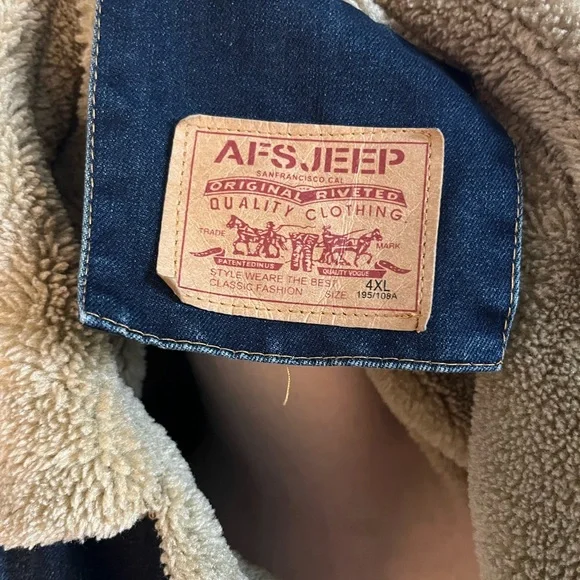 AFSJEEP
SANFRANCISCO.CAL
ORIGINAL RIVETED
QUALITY CLOTHING.
TRADE MARK
PATENTEDINUS QUALITY VOGUE
STYLE WEARE THE BEST
CLASSIC FASHION SIZE
4XL
195/108A